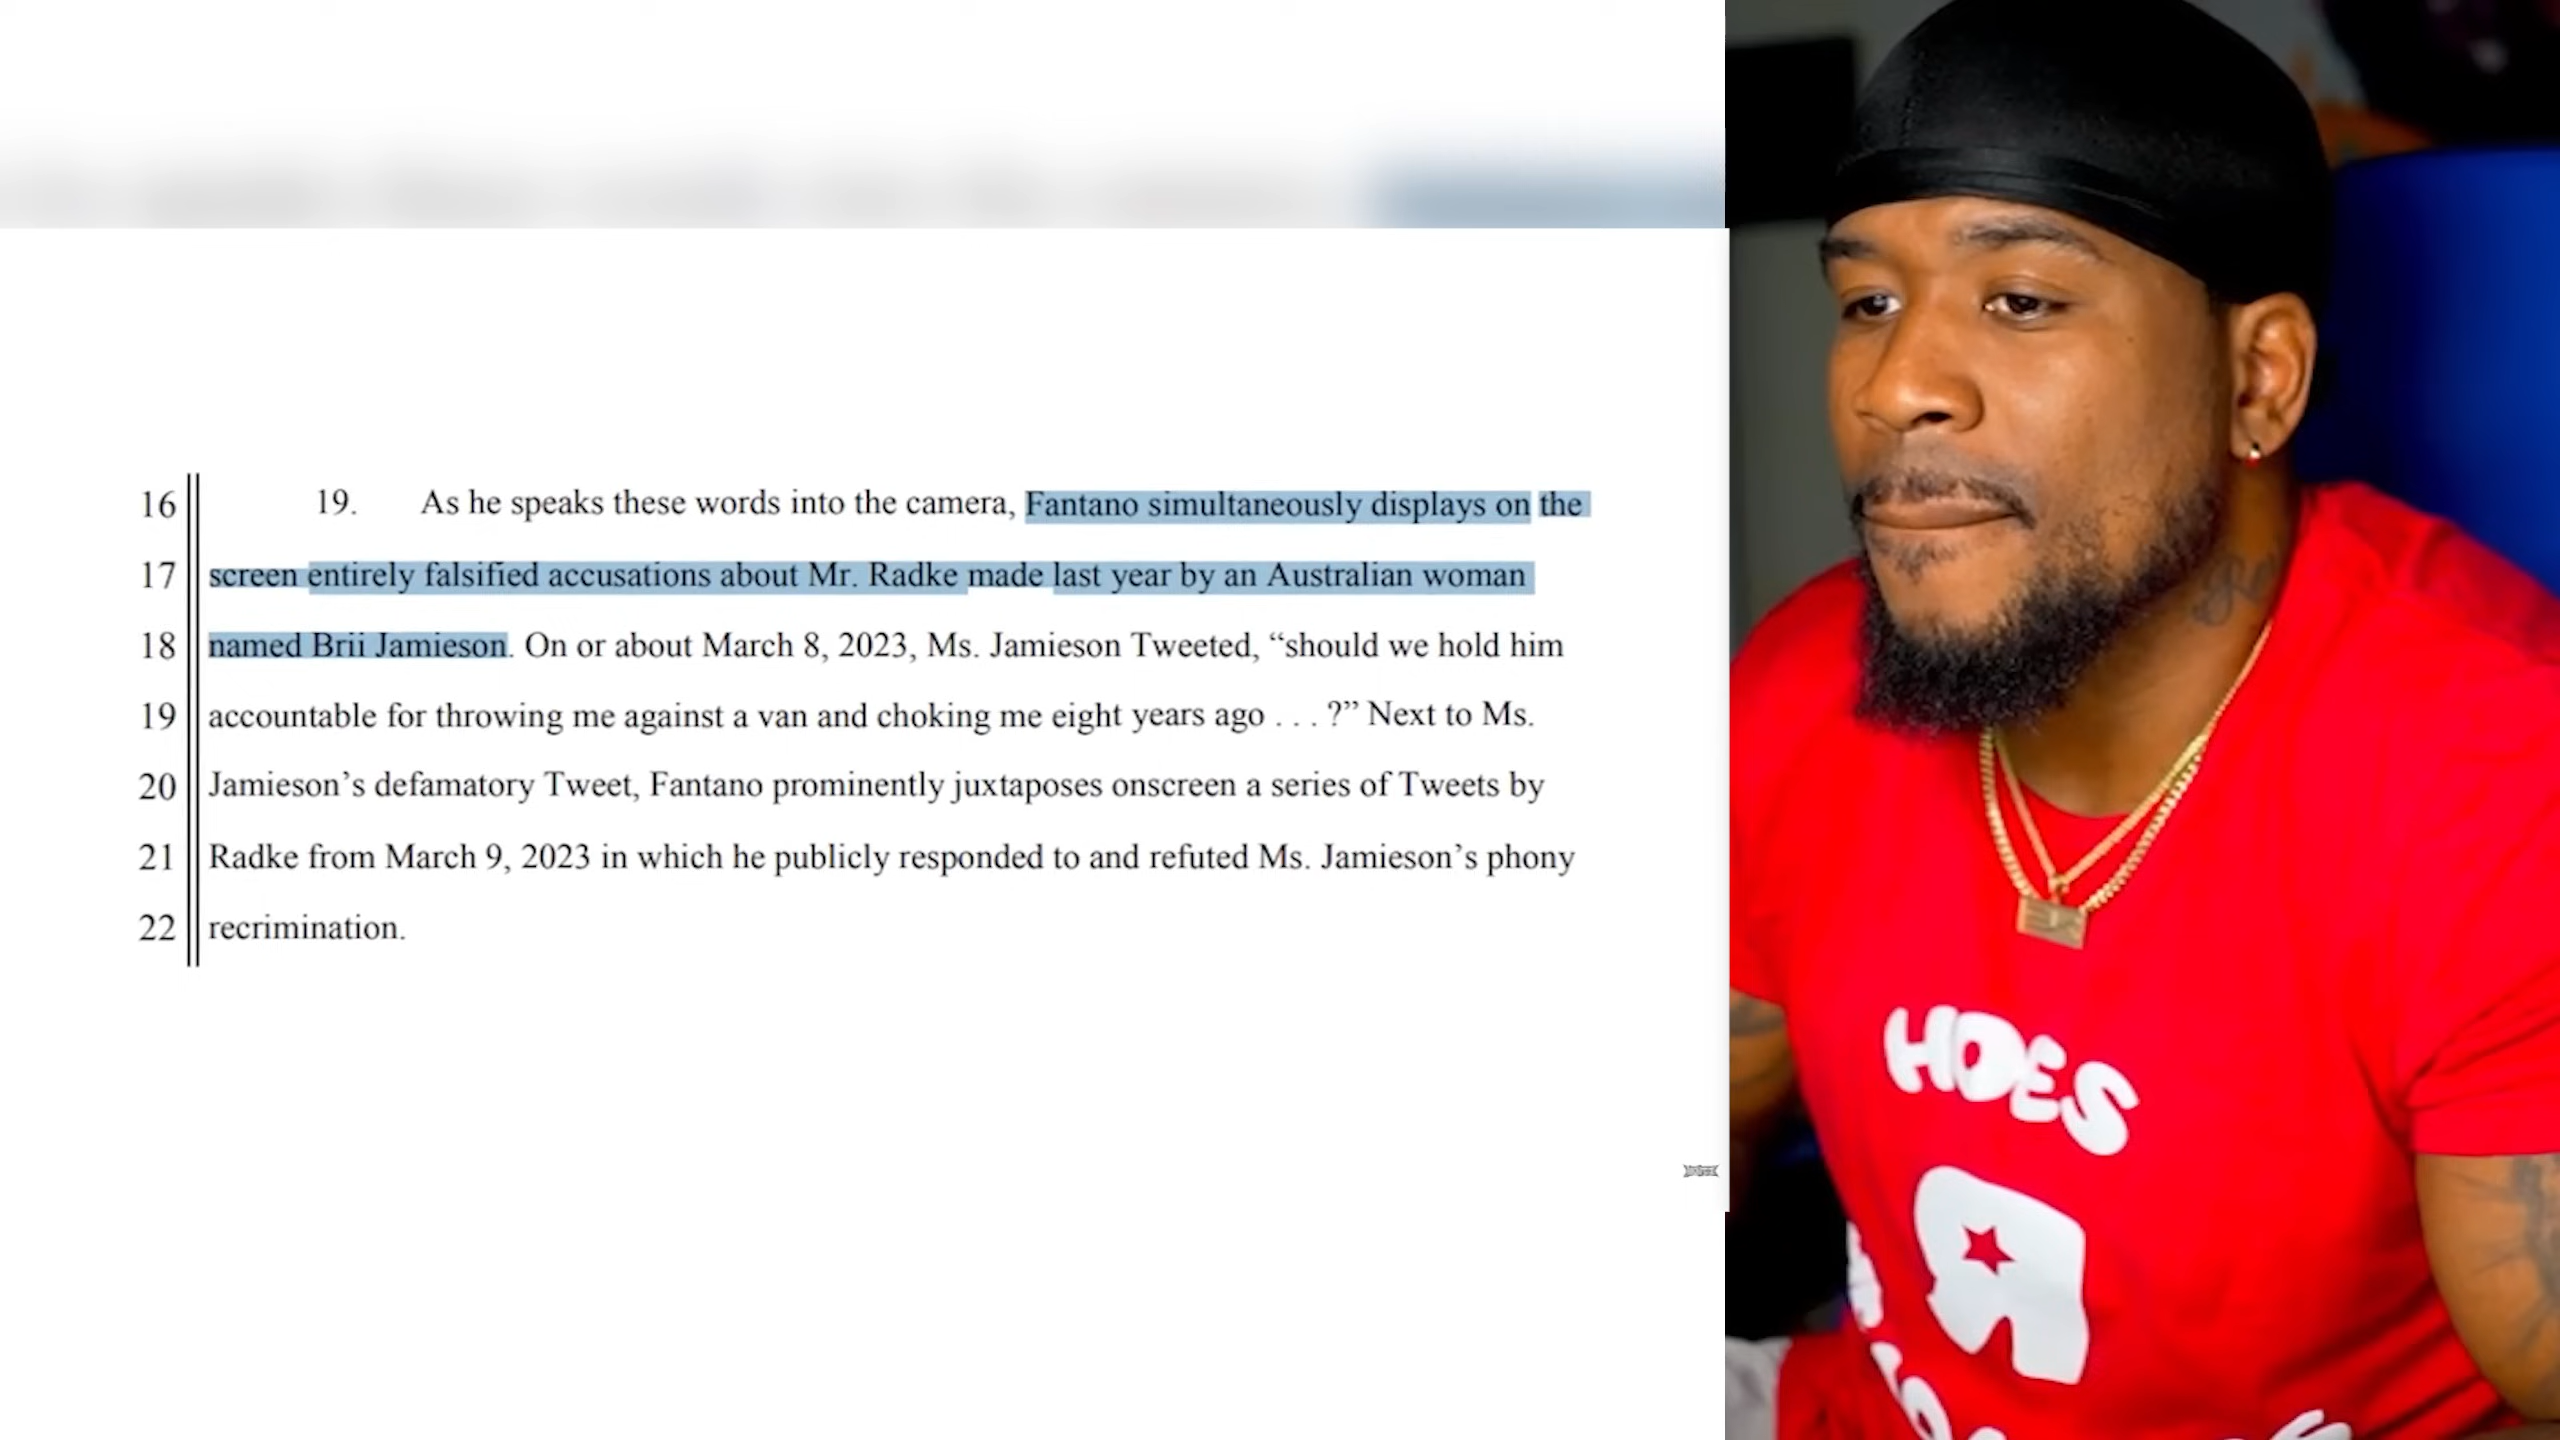 16 19. As he speaks these words into the camera, Fantano simultaneously displays on the
17 screen entirely falsified accusations about Mr. Radke made last year by an Australian woman
18 named Brii Jamieson. On or about March 8, 2023, Ms. Jamieson Tweeted, “should we hold him
19 accountable for throwing me against a van and choking me eight years ago . . . ?” Next to Ms.
20 Jamieson’s defamatory Tweet, Fantano prominently juxtaposes onscreen a series of Tweets by
21 Radke from March 9, 2023 in which he publicly responded to and refuted Ms. Jamieson’s phony
22 recrimination.
HOES